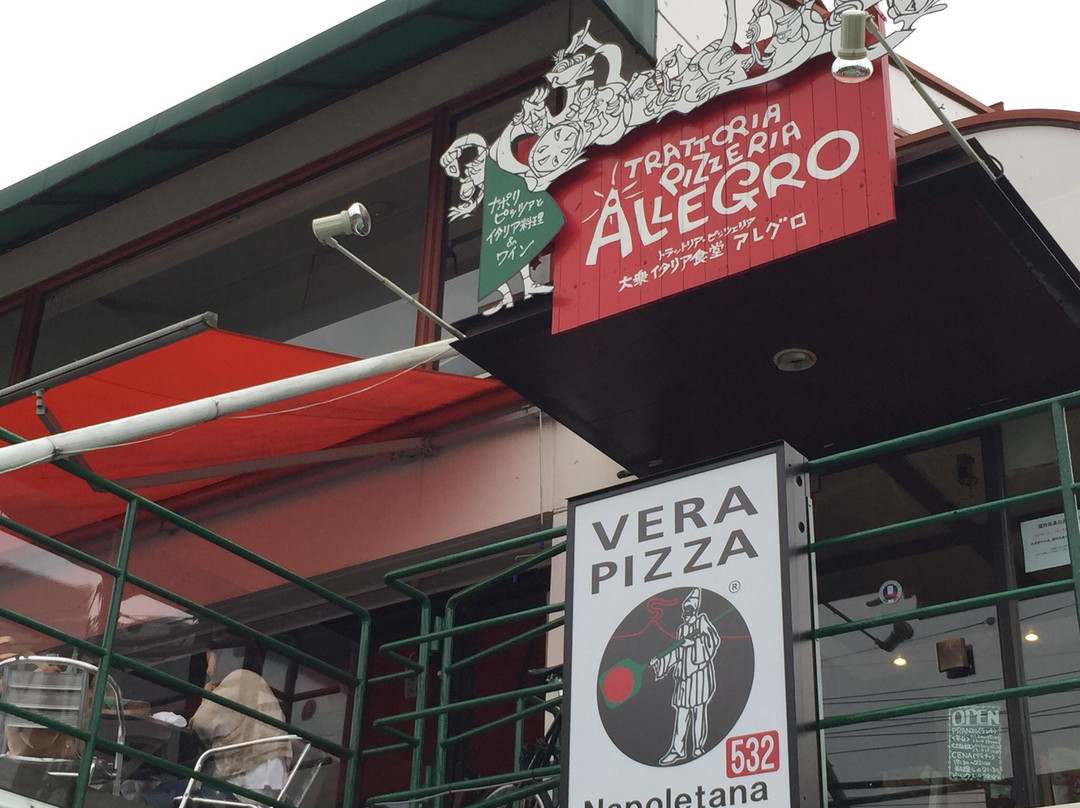 TRATTORIA
PIZZERIA
ALLEGRO
トラットリア・ピッツェリア
大衆イタリア食堂 アレグロ
ナポリ
ピッツァと
イタリア料理
&
ワイン
VERA
PIZZA
®
532
Napoletana
OPEN
PRANZO
CENA